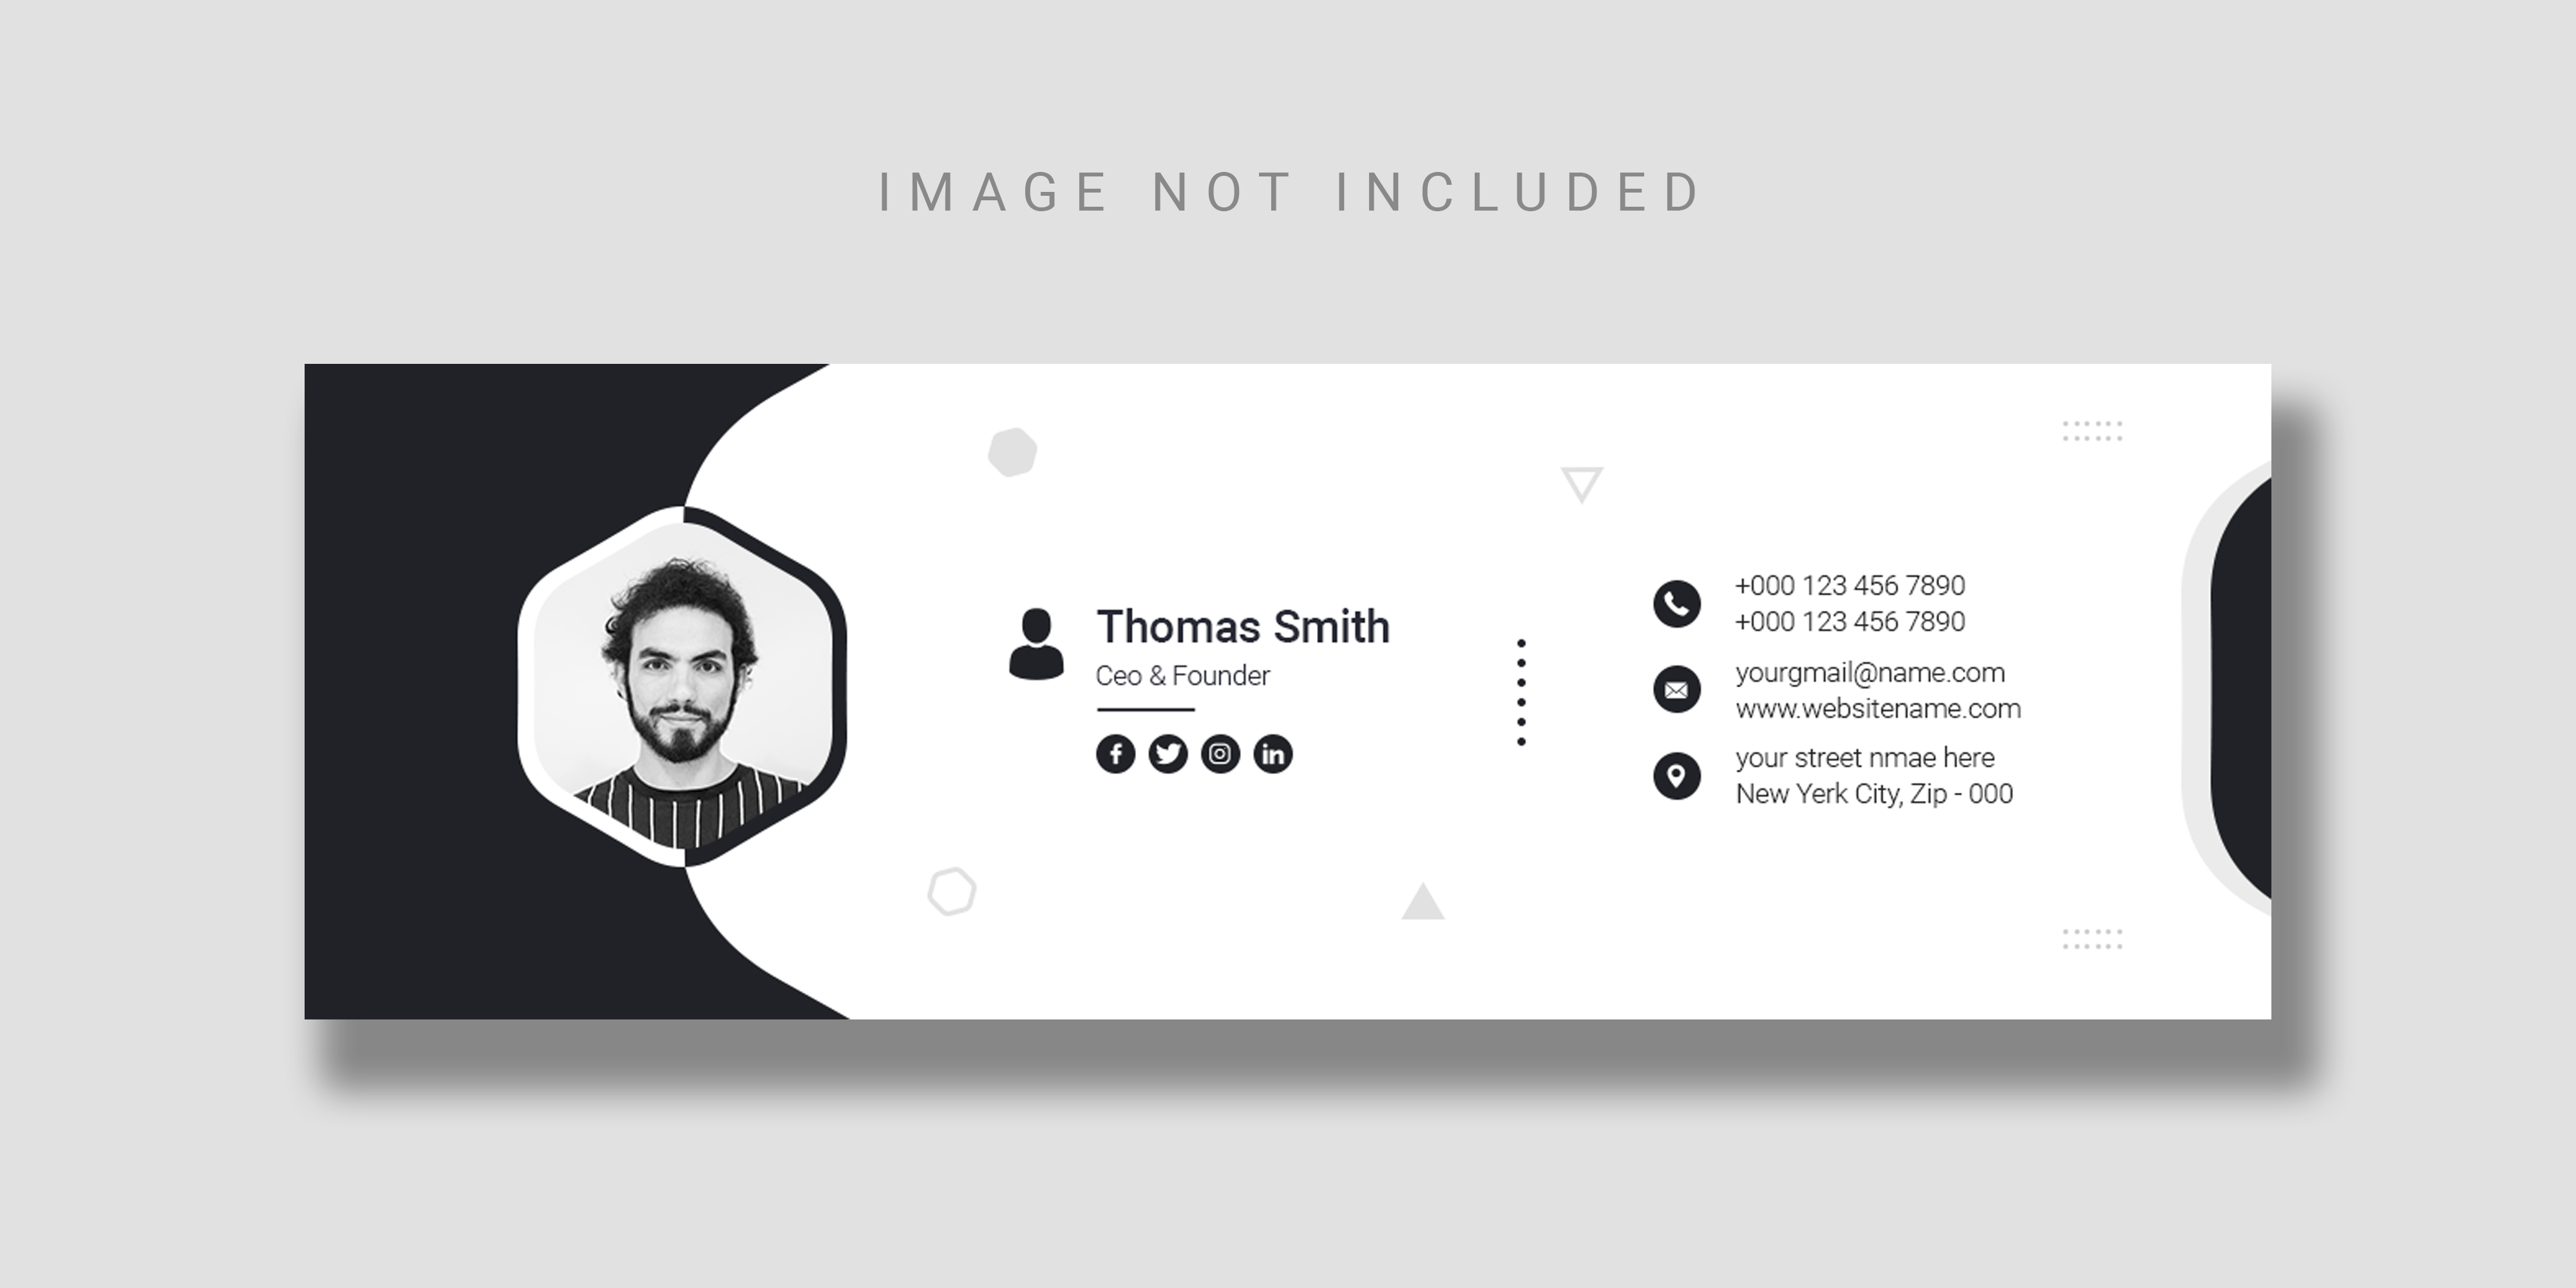 IMAGE NOT INCLUDED
Thomas Smith
Ceo & Founder
+000 123 456 7890
+000 123 456 7890
yourgmail@name.com
www.websitename.com
your street nmae here
New Yerk City, Zip - 000